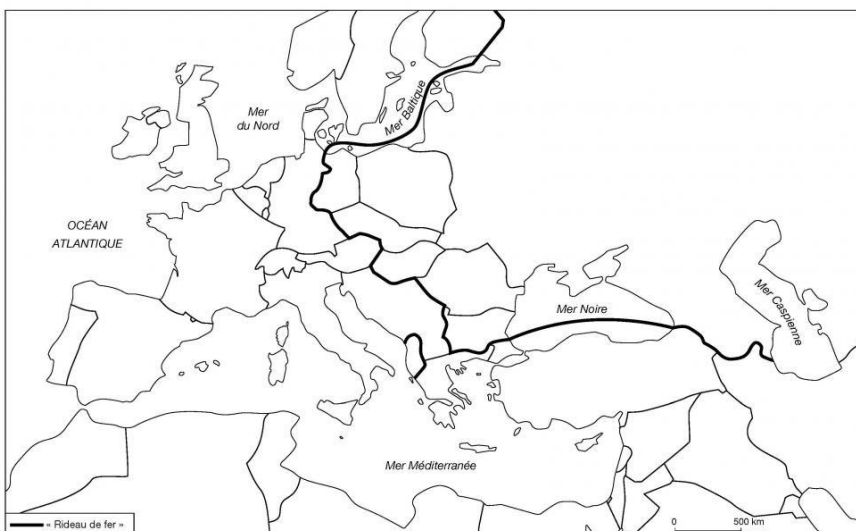 Mer Baltique
Mer
du Nord
OCÉAN
ATLANTIQUE
Mer Noire
Mer Caspienne
Mer Méditerranée
« Rideau de fer »
0 500 km